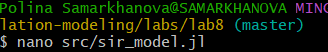 Polina Samarkhanova@SAMARKHANOVA MING
lation-modeling/labs/lab8 (master)
$ nano src/sir_model.jl